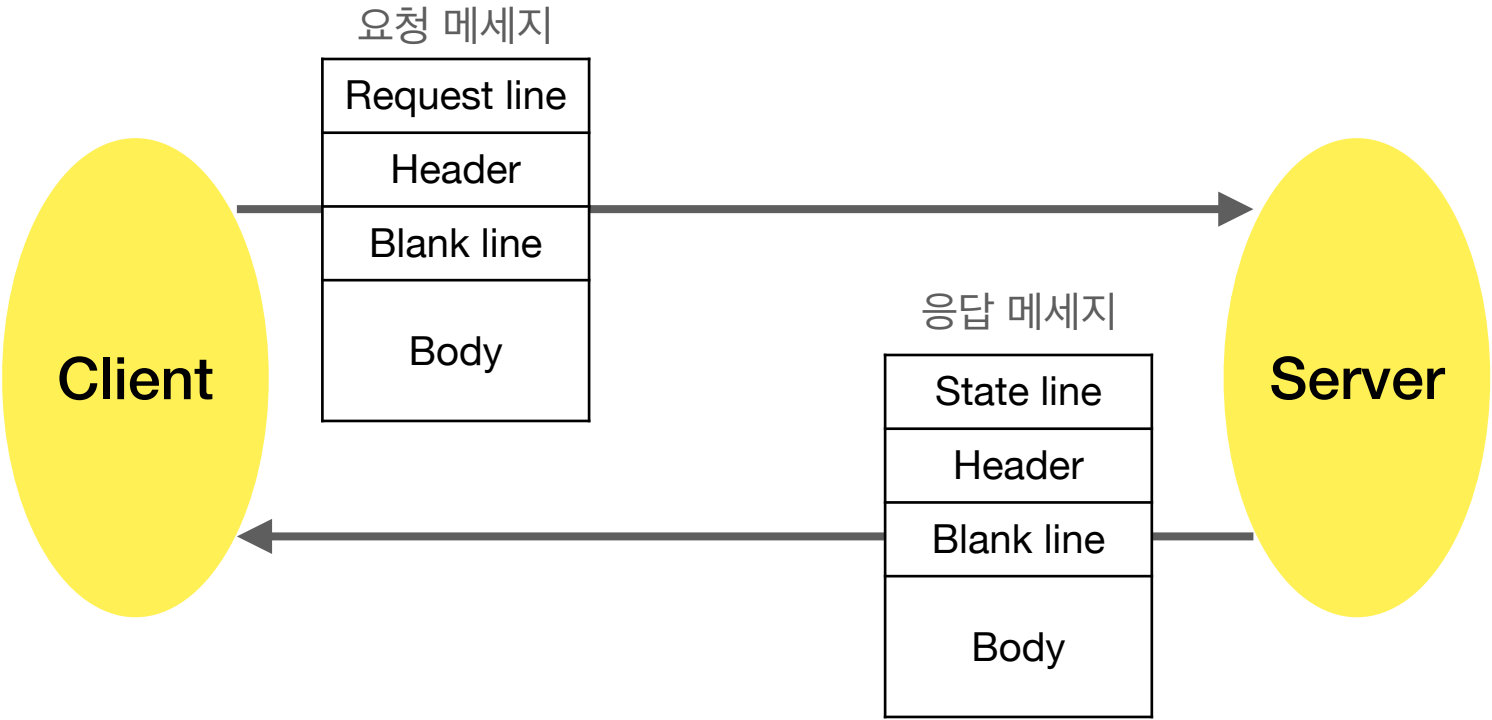 요청 메세지
Request line
Header
Blank line
Body
Client
응답 메세지
State line
Header
Blank line
Body
Server